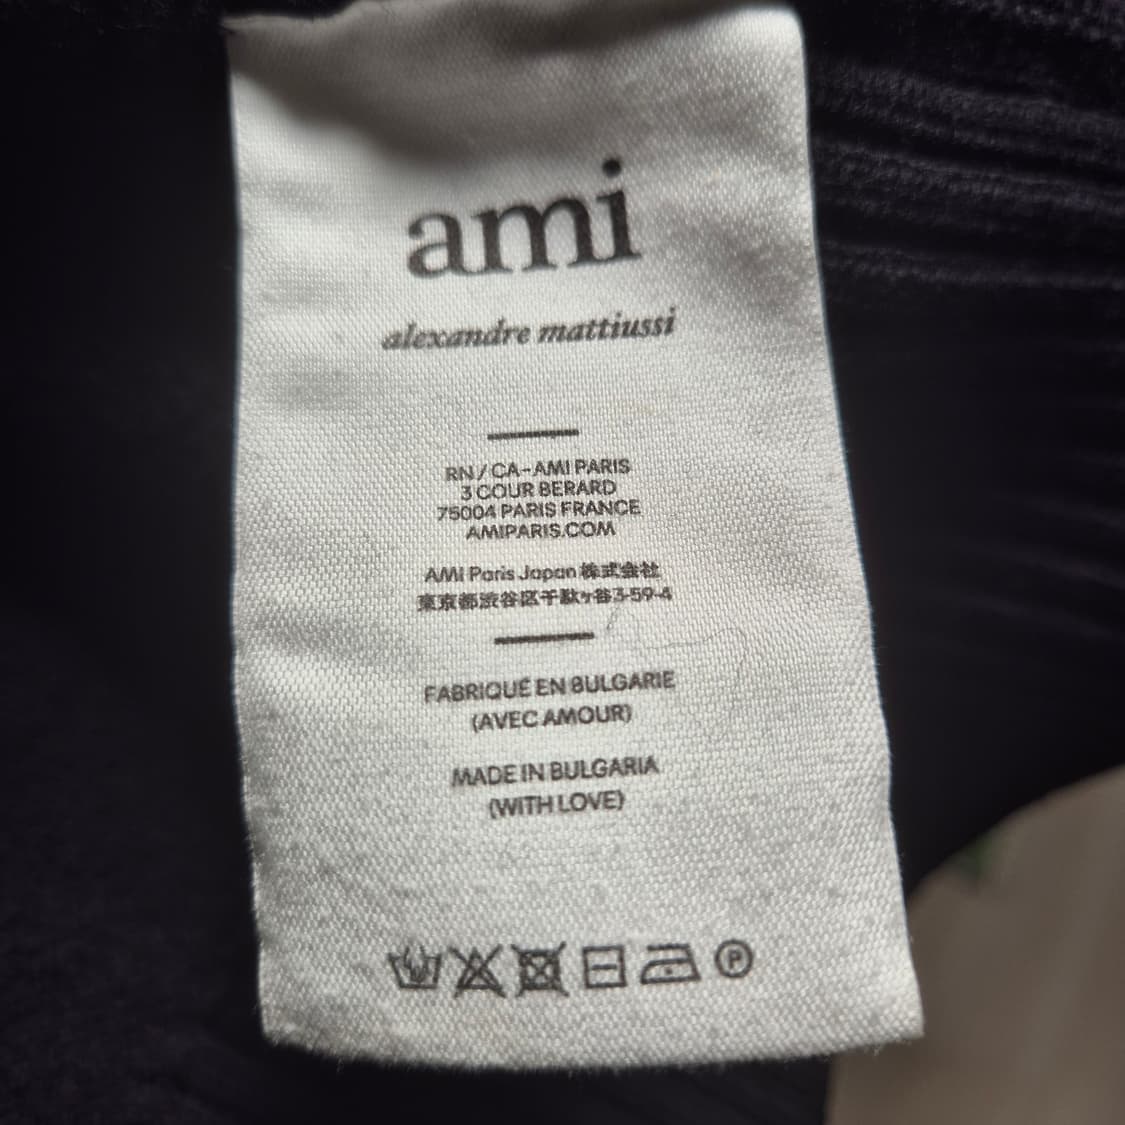 ami
alexandre mattiussi
RN / CA-AMI PARIS
3 COUR BERARD
75004 PARIS FRANCE
AMIPARIS.COM
AMI Paris Japan 株式会社
東京都渋谷区千駄ヶ谷3-59-4
FABRIQUÉ EN BULGARIE
(AVEC AMOUR)
MADE IN BULGARIA
(WITH LOVE)
P